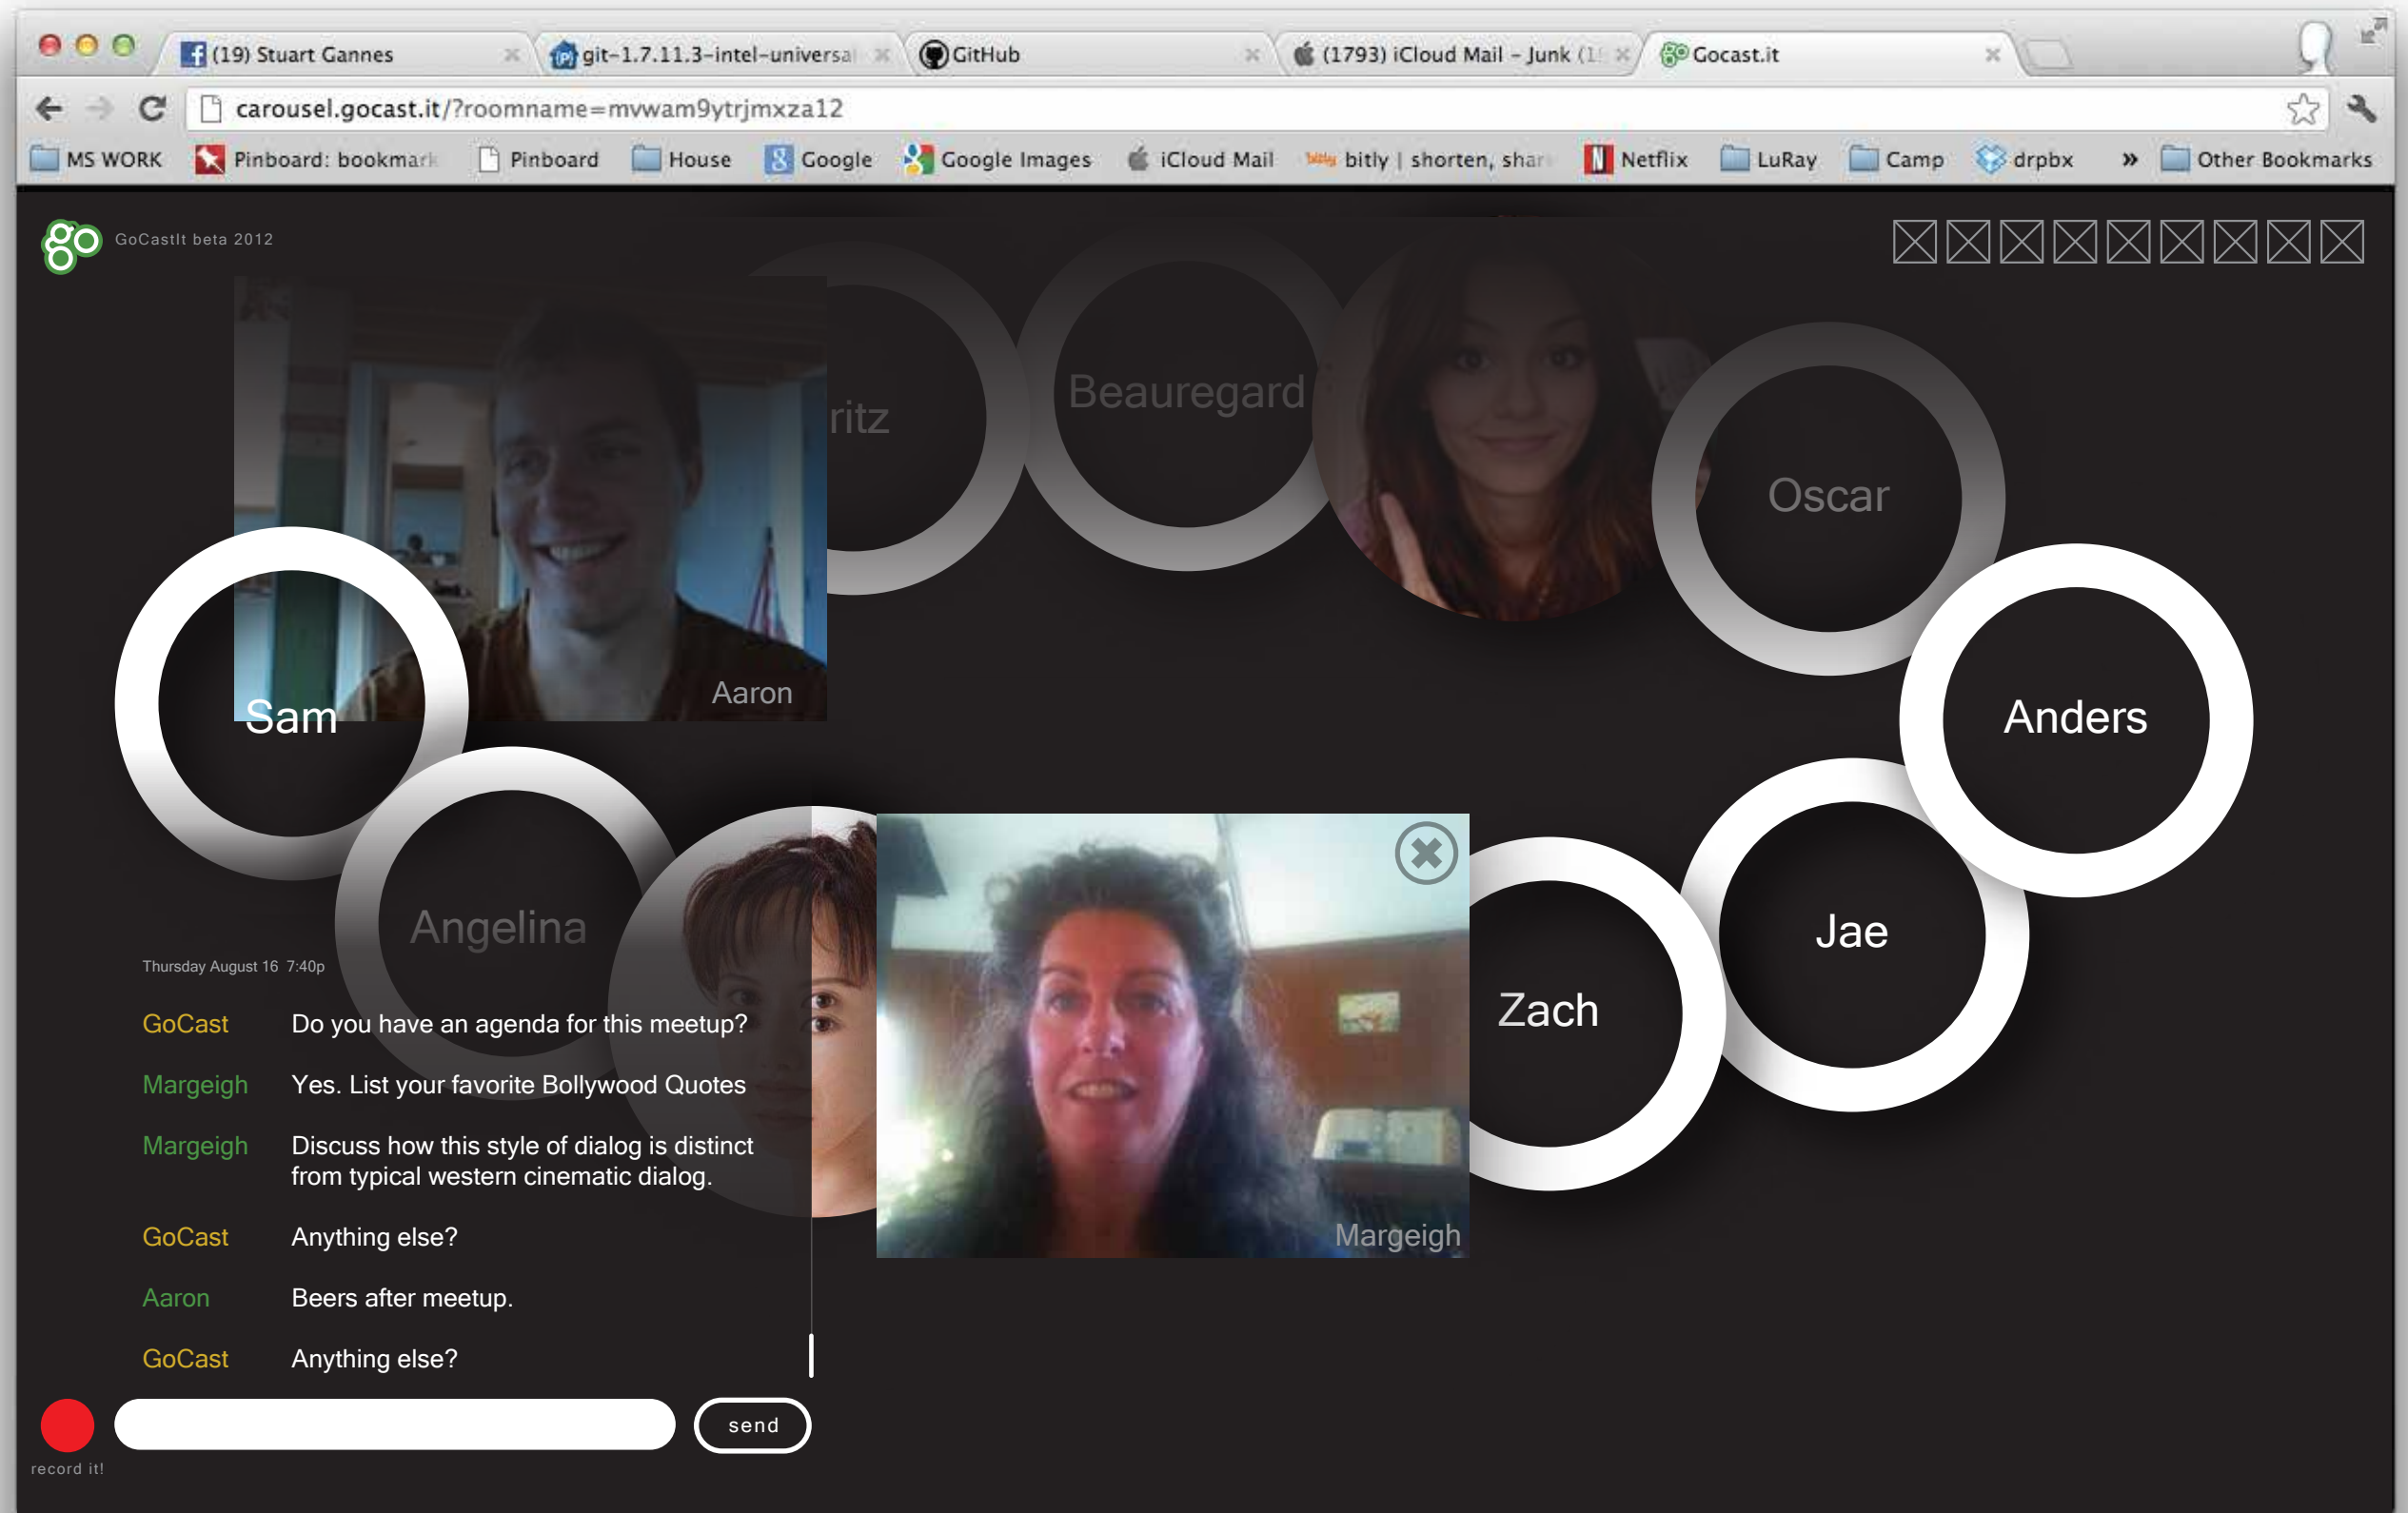 (19) Stuart Gannes
git-1.7.11.3-intel-universal
GitHub
(1793) iCloud Mail - Junk (1
Gocast.it
carousel.gocast.it/?roomname=mvwam9ytrjmxza12
MS WORK
Pinboard: bookmark
Pinboard
House
Google
Google Images
iCloud Mail
bitly | shorten, shar
Netflix
LuRay
Camp
drpbx
»
Other Bookmarks
go
GoCastIt beta 2012
ritz
Beauregard
Oscar
Aaron
Sam
Anders
Angelina
Jae
Zach
Margeigh
Thursday August 16 7:40p
GoCast Do you have an agenda for this meetup?
Margeigh Yes. List your favorite Bollywood Quotes
Margeigh Discuss how this style of dialog is distinct
from typical western cinematic dialog.
GoCast Anything else?
Aaron Beers after meetup.
GoCast Anything else?
send
record it!